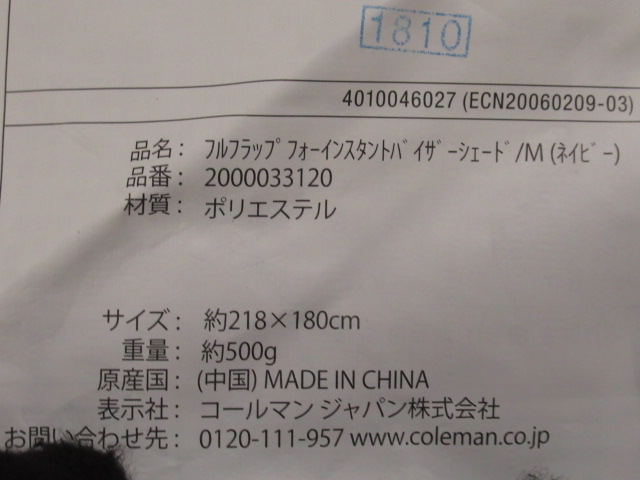 1810
4010046027 (ECN20060209-03)
品名： ﾌﾙﾌﾗｯﾌﾟ ﾌｫｰｲﾝｽﾀﾝﾄﾊﾞｲｻﾞｰｼｪｰﾄﾞ/M (ﾈｲﾋﾞｰ)
品番： 2000033120
材質： ポリエステル
サイズ： 約218×180cm
重量： 約500g
原産国： (中国) MADE IN CHINA
表示社： コールマン ジャパン株式会社
お問い合わせ先： 0120-111-957 www.coleman.co.jp